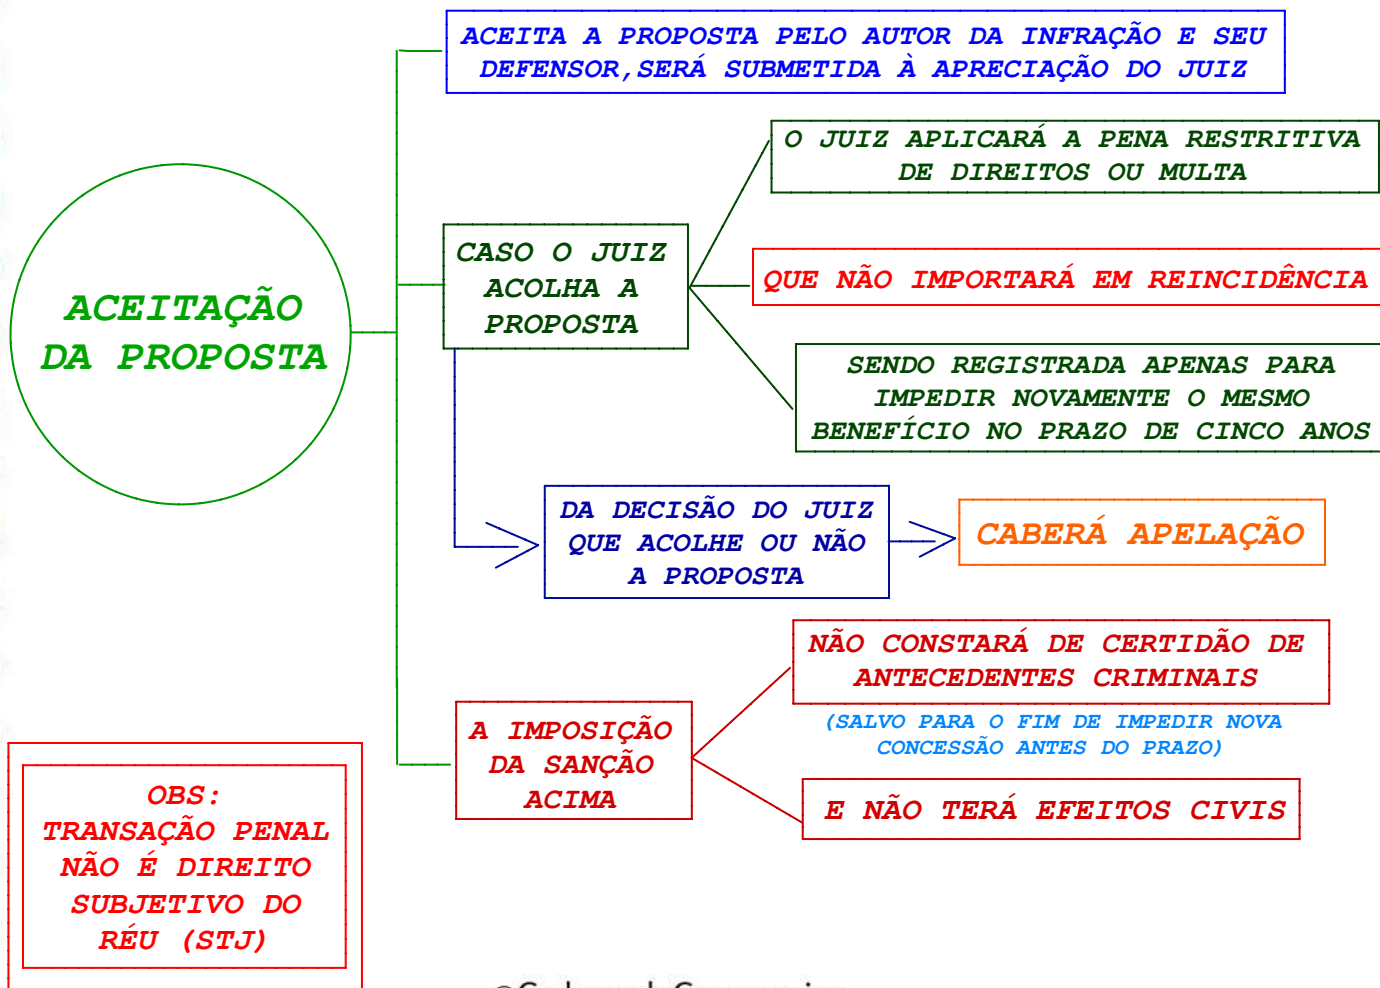 ACEITA A PROPOSTA PELO AUTOR DA INFRAÇÃO E SEU
DEFENSOR,SERÁ SUBMETIDA À APRECIAÇÃO DO JUIZ
ACEITAÇÃO
DA PROPOSTA
CASO O JUIZ
ACOLHA A
PROPOSTA
O JUIZ APLICARÁ A PENA RESTRITIVA
DE DIREITOS OU MULTA
QUE NÃO IMPORTARÁ EM REINCIDÊNCIA
SENDO REGISTRADA APENAS PARA
IMPEDIR NOVAMENTE O MESMO
BENEFÍCIO NO PRAZO DE CINCO ANOS
DA DECISÃO DO JUIZ
QUE ACOLHE OU NÃO
A PROPOSTA
CABERÁ APELAÇÃO
A IMPOSIÇÃO
DA SANÇÃO
ACIMA
NÃO CONSTARÁ DE CERTIDÃO DE
ANTECEDENTES CRIMINAIS
(SALVO PARA O FIM DE IMPEDIR NOVA
CONCESSÃO ANTES DO PRAZO)
E NÃO TERÁ EFEITOS CIVIS
OBS:
TRANSAÇÃO PENAL
NÃO É DIREITO
SUBJETIVO DO
RÉU (STJ)